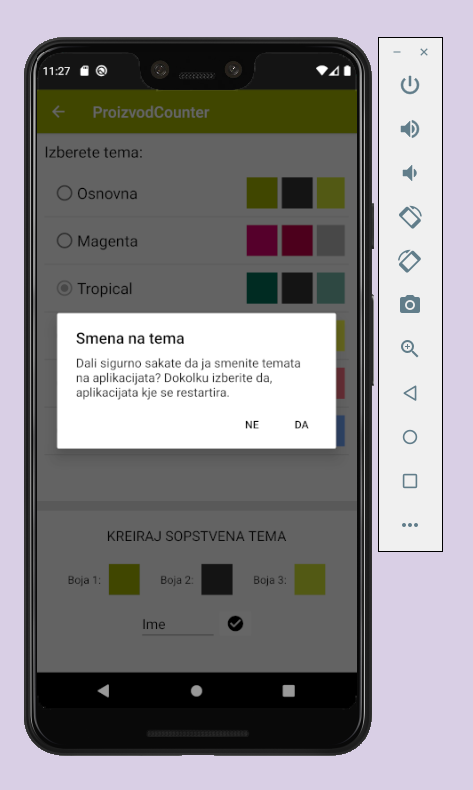 11:27
ProizvodCounter
Izberete tema:
Osnovna
Magenta
Tropical
Smena na tema
Dali sigurno sakate da ja smenite temata
na aplikacijata? Dokolku izberite da,
aplikacijata kje se restartira.
NE DA
KREIRAJ SOPSTVENA TEMA
Boja 1: Boja 2: Boja 3:
Ime